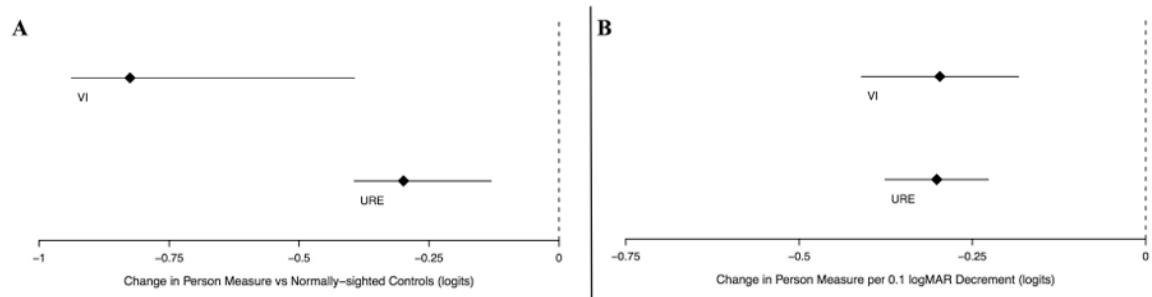 A
VI
URE
−1
−0.75
−0.5
−0.25
0
Change in Person Measure vs Normally−sighted Controls (logits)
B
VI
URE
−0.75
−0.5
−0.25
0
Change in Person Measure per 0.1 logMAR Decrement (logits)